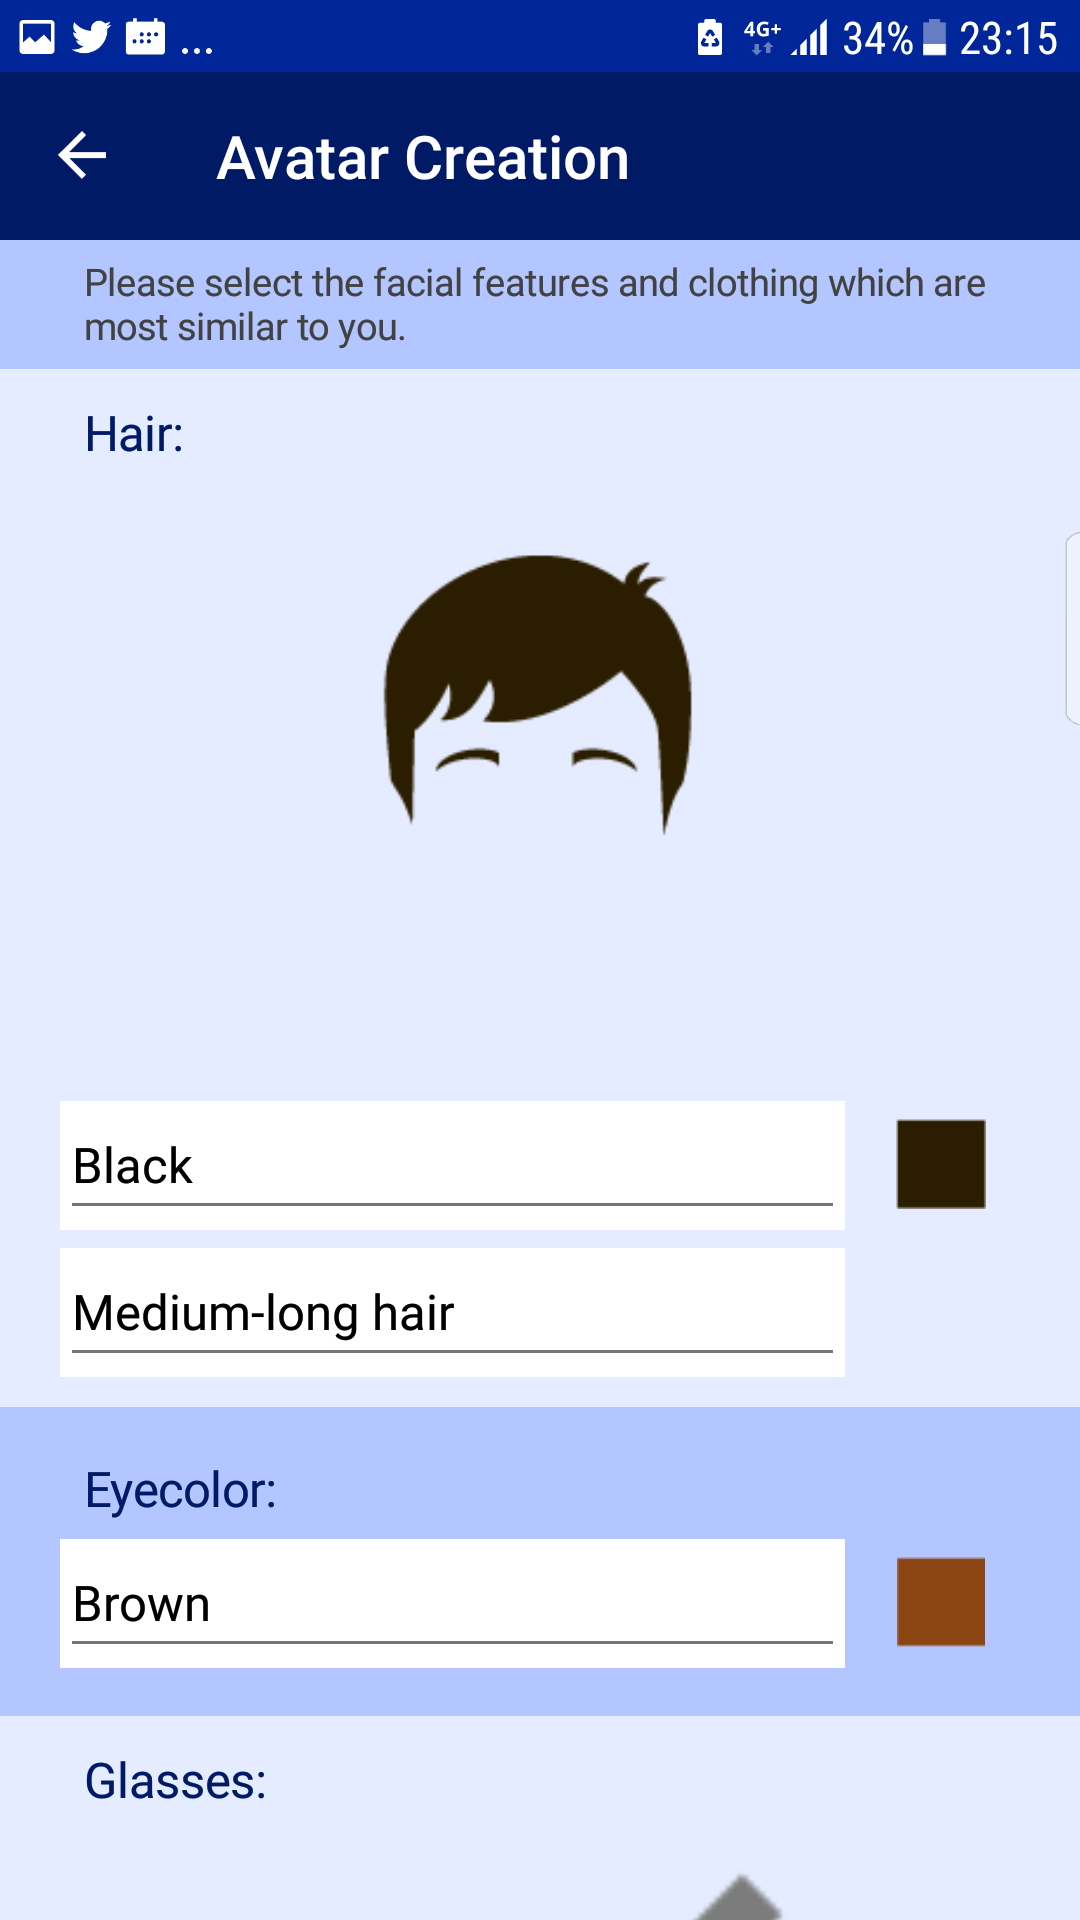 ... 4G+ 34% 23:15
Avatar Creation
Please select the facial features and clothing which are
most similar to you.
Hair:
Black
Medium-long hair
Eyecolor:
Brown
Glasses: